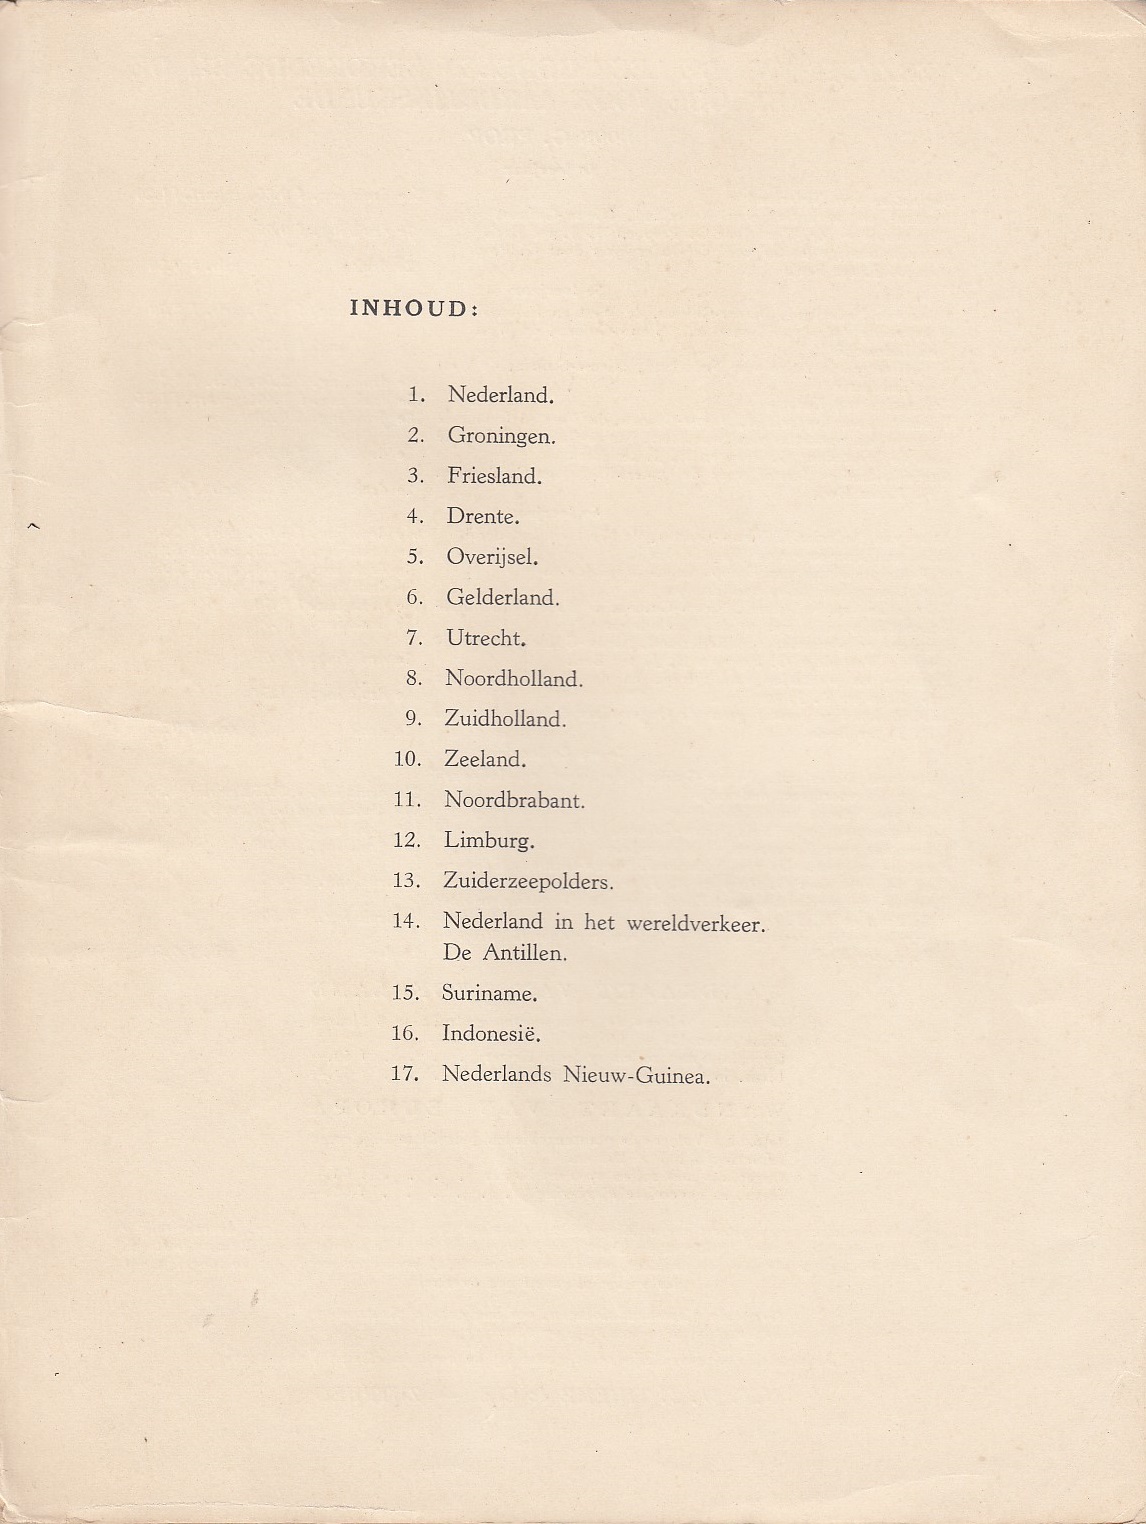 INHOUD:
1. Nederland.
2. Groningen.
3. Friesland.
4. Drente.
5. Overijsel.
6. Gelderland.
7. Utrecht.
8. Noordholland.
9. Zuidholland.
10. Zeeland.
11. Noordbrabant.
12. Limburg.
13. Zuiderzeepolders.
14. Nederland in het wereldverkeer.
De Antillen.
15. Suriname.
16. Indonesië.
17. Nederlands Nieuw-Guinea.